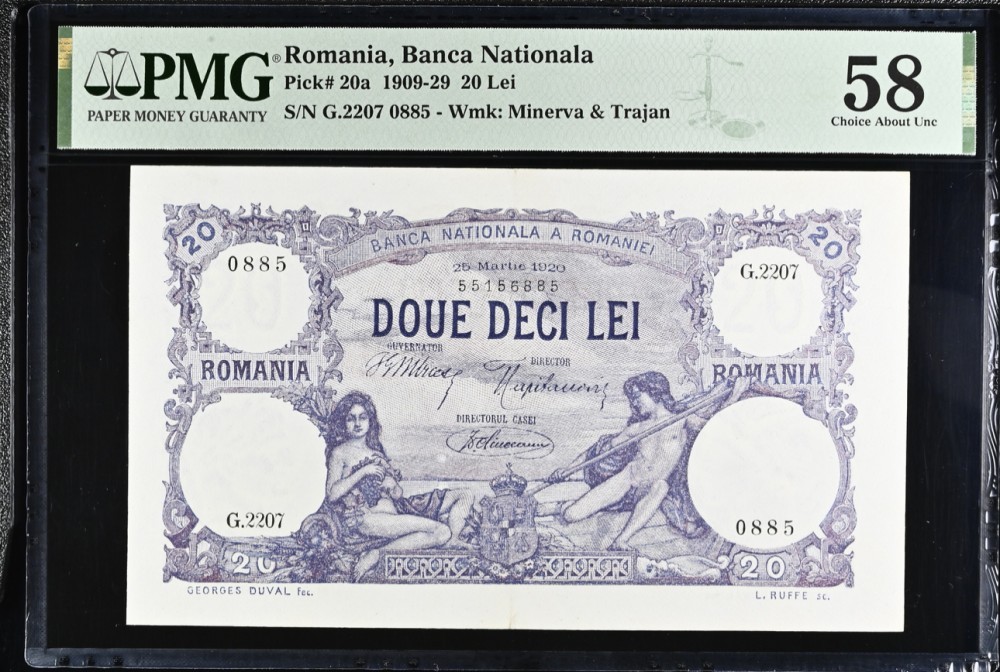 PMG®
PAPER MONEY GUARANTY
Romania, Banca Nationala
Pick# 20a 1909-29 20 Lei
S/N G.2207 0885 - Wmk: Minerva & Trajan
58
Choice About Unc
20
20
BANCA NATIONALA A ROMANIEI
0885
25 Martie 1920
G.2207
55156885
DOUE DECI LEI
GUVERNATOR
DIRECTOR
ROMANIA
ROMANIA
DIRECTORUL CASEI
G.2207
0885
20
20
GEORGES DUVAL Fec.
L. RUFFE sc.